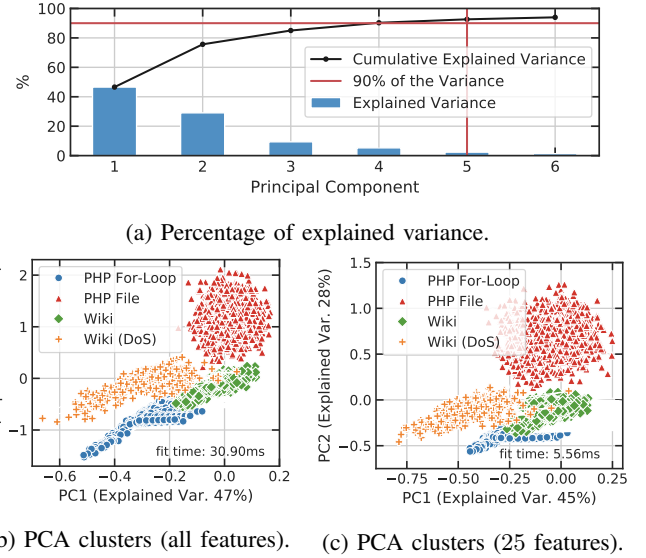 100
80
60
40
20
0
%
Cumulative Explained Variance
90% of the Variance
Explained Variance
1 2 3 4 5 6
Principal Component
(a) Percentage of explained variance.
2
1
0
−1
PHP For-Loop
PHP File
Wiki
Wiki (DoS)
fit time: 30.90ms
−0.6 −0.4 −0.2 0.0 0.2
PC1 (Explained Var. 47%)
) PCA clusters (all features).
PC2 (Explained Var. 28%)
1.5
1.0
0.5
0.0
−0.5
PHP For-Loop
PHP File
Wiki
Wiki (DoS)
fit time: 5.56ms
−0.75 −0.50 −0.25 0.00 0.25
PC1 (Explained Var. 45%)
(c) PCA clusters (25 features).